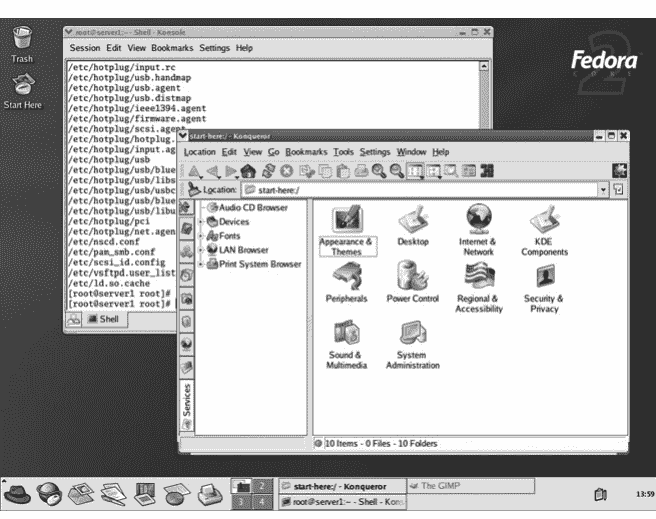 Trash
Start Here
Fedora
CORE
2
root@server1:~ - Shell - Konsole
Session Edit View Bookmarks Settings Help
/etc/hotplug/input.rc
/etc/hotplug/usb.handmap
/etc/hotplug/usb.agent
/etc/hotplug/usb.distmap
/etc/hotplug/ieee1394.agent
/etc/hotplug/firmware.agent
/etc/hotplug/scsi.agent
/etc/hotplug/hotplug.
/etc/hotplug/input.ag
/etc/hotplug/usb
/etc/hotplug/usb/blue
/etc/hotplug/usb/libs
/etc/hotplug/usb/usbc
/etc/hotplug/usb/blue
/etc/hotplug/usb/libu
/etc/hotplug/pci
/etc/hotplug/net.agen
/etc/nscd.conf
/etc/pam_smb.conf
/etc/scsi_id.config
/etc/vsftpd.user_list
/etc/ld.so.cache
[root@server1 root]#
[root@server1 root]#
Shell
start-here:/ - Konqueror
Location Edit View Go Bookmarks Tools Settings Window Help
Location: start-here:/
Services
Audio CD Browser
Devices
Fonts
LAN Browser
Print System Browser
Appearance & Themes
Desktop
Internet & Network
KDE Components
Peripherals
Power Control
Regional & Accessibility
Security & Privacy
Sound & Multimedia
System Administration
10 Items - 0 Files - 10 Folders
2
3 4
start-here:/ - Konqueror
The GIMP
root@server1:~ - Shell - Kons
13:59